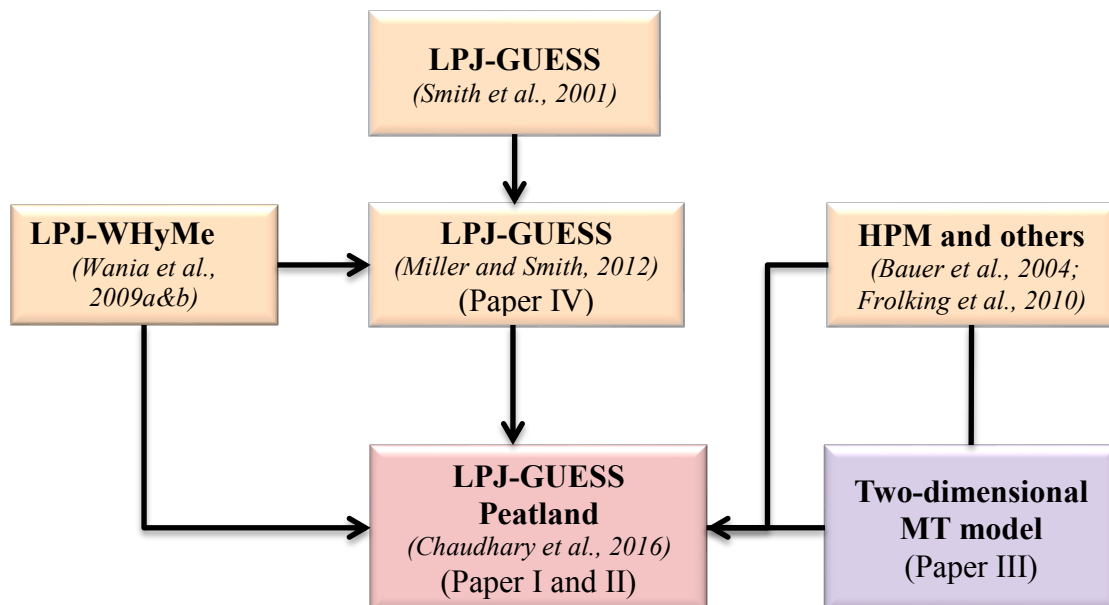 LPJ-GUESS
(Smith et al., 2001)
LPJ-WHyMe
(Wania et al.,
2009a&b)
LPJ-GUESS
(Miller and Smith, 2012)
(Paper IV)
HPM and others
(Bauer et al., 2004;
Frolking et al., 2010)
LPJ-GUESS
Peatland
(Chaudhary et al., 2016)
(Paper I and II)
Two-dimensional
MT model
(Paper III)